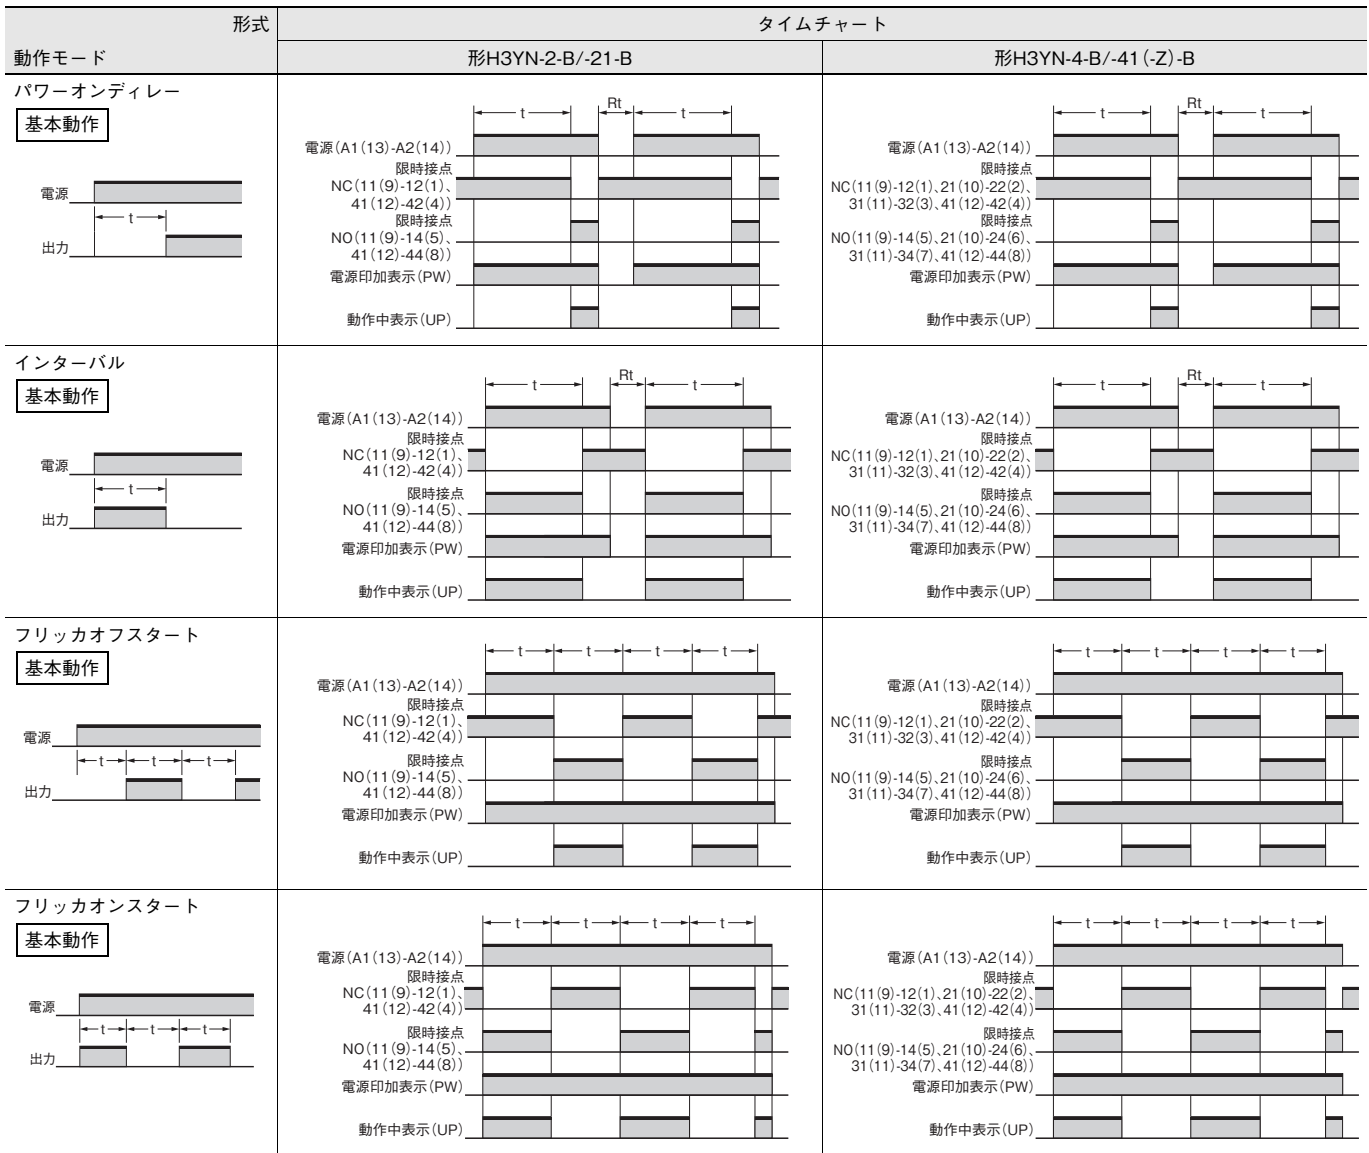 形式
タイムチャート
動作モード
形H3YN-2-B/-21-B
形H3YN-4-B/-41(-Z)-B
パワーオンディレー
基本動作
電源
t
出力
t
Rt
t
電源(A1(13)-A2(14))
限時接点
NC(11(9)-12(1)、
41(12)-42(4))
限時接点
NO(11(9)-14(5)、
41(12)-44(8))
電源印加表示(PW)
動作中表示(UP)
t
Rt
t
電源(A1(13)-A2(14))
限時接点
NC(11(9)-12(1)、21(10)-22(2)、
31(11)-32(3)、41(12)-42(4))
限時接点
NO(11(9)-14(5)、21(10)-24(6)、
31(11)-34(7)、41(12)-44(8))
電源印加表示(PW)
動作中表示(UP)
インターバル
基本動作
電源
t
出力
t
Rt
t
電源(A1(13)-A2(14))
限時接点
NC(11(9)-12(1)、
41(12)-42(4))
限時接点
NO(11(9)-14(5)、
41(12)-44(8))
電源印加表示(PW)
動作中表示(UP)
t
Rt
t
電源(A1(13)-A2(14))
限時接点
NC(11(9)-12(1)、21(10)-22(2)、
31(11)-32(3)、41(12)-42(4))
限時接点
NO(11(9)-14(5)、21(10)-24(6)、
31(11)-34(7)、41(12)-44(8))
電源印加表示(PW)
動作中表示(UP)
フリッカオフスタート
基本動作
電源
t t t
出力
t t t t
電源(A1(13)-A2(14))
限時接点
NC(11(9)-12(1)、
41(12)-42(4))
限時接点
NO(11(9)-14(5)、
41(12)-44(8))
電源印加表示(PW)
動作中表示(UP)
t t t t
電源(A1(13)-A2(14))
限時接点
NC(11(9)-12(1)、21(10)-22(2)、
31(11)-32(3)、41(12)-42(4))
限時接点
NO(11(9)-14(5)、21(10)-24(6)、
31(11)-34(7)、41(12)-44(8))
電源印加表示(PW)
動作中表示(UP)
フリッカオンスタート
基本動作
電源
t t t
出力
t t t t
電源(A1(13)-A2(14))
限時接点
NC(11(9)-12(1)、
41(12)-42(4))
限時接点
NO(11(9)-14(5)、
41(12)-44(8))
電源印加表示(PW)
動作中表示(UP)
t t t t
電源(A1(13)-A2(14))
限時接点
NC(11(9)-12(1)、21(10)-22(2)、
31(11)-32(3)、41(12)-42(4))
限時接点
NO(11(9)-14(5)、21(10)-24(6)、
31(11)-34(7)、41(12)-44(8))
電源印加表示(PW)
動作中表示(UP)